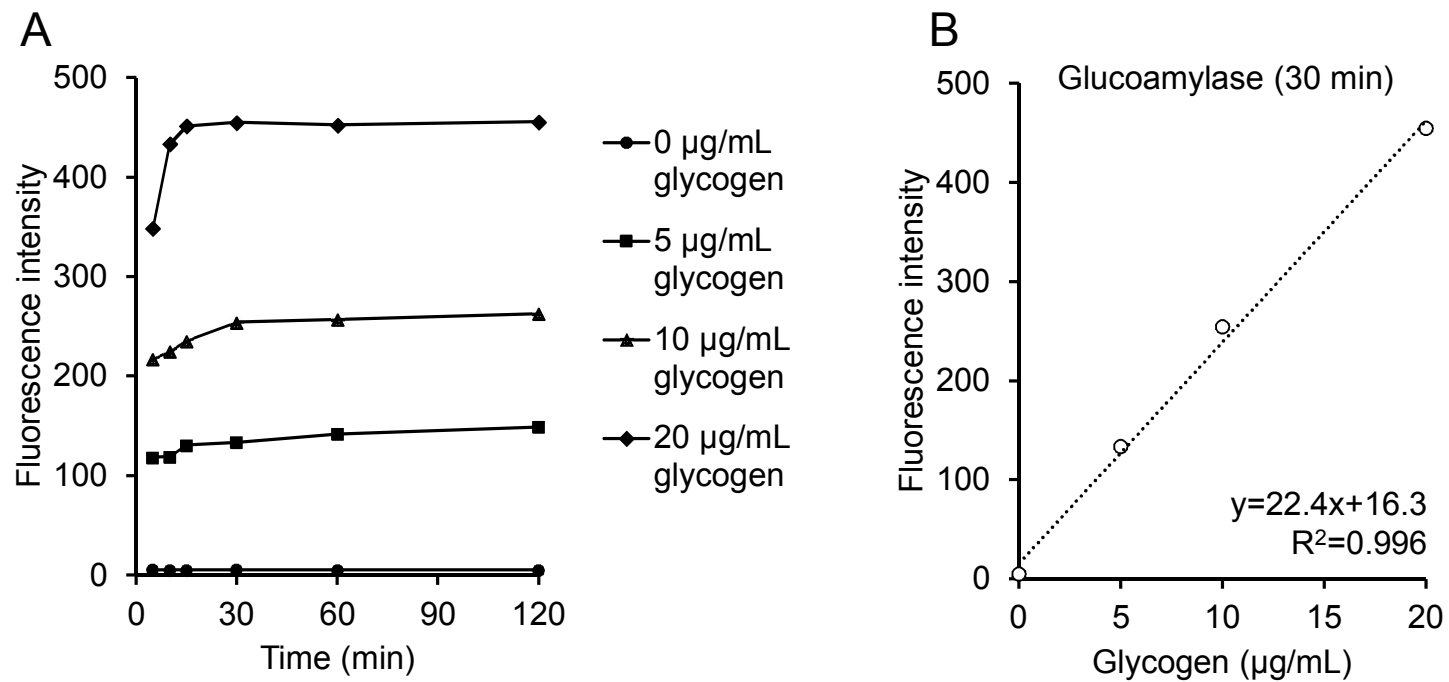 A
500
400
300
200
100
0
Fluorescence intensity
0 30 60 90 120
Time (min)
0 µg/mL
glycogen
5 µg/mL
glycogen
10 µg/mL
glycogen
20 µg/mL
glycogen
B
Glucoamylase (30 min)
500
400
300
200
100
0
Fluorescence intensity
y=22.4x+16.3
R²=0.996
0 5 10 15 20
Glycogen (µg/mL)